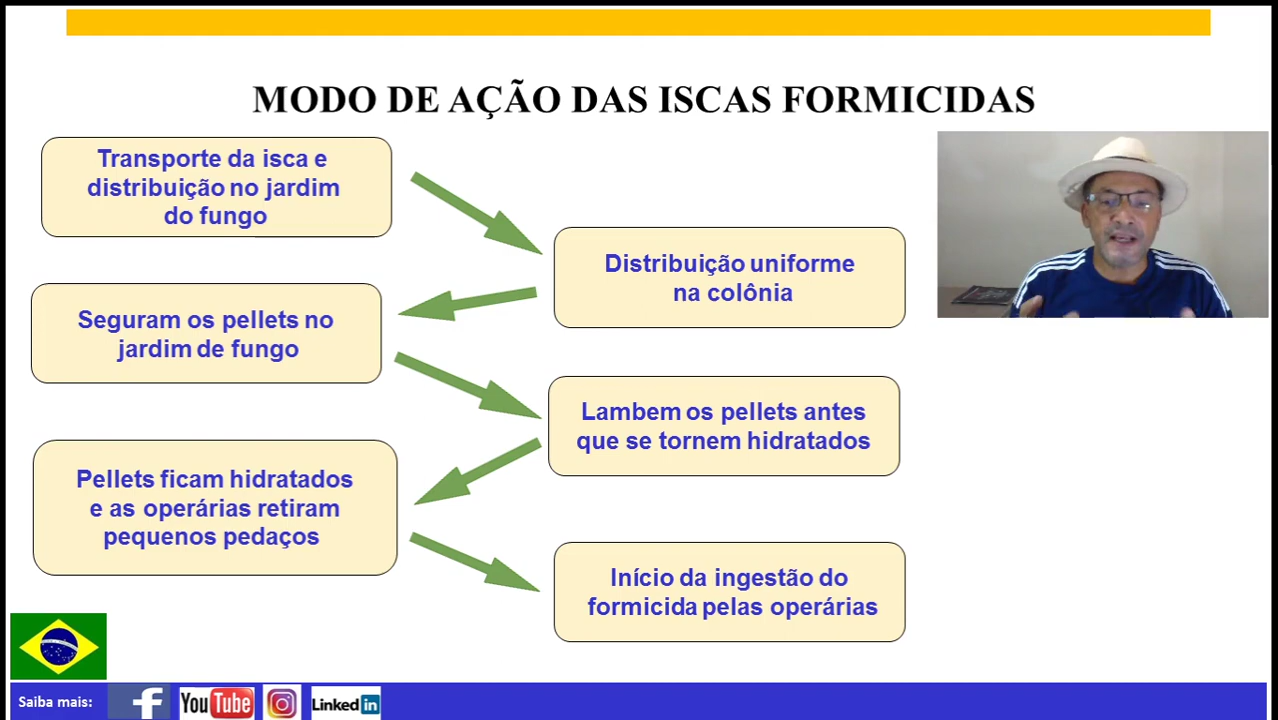 MODO DE AÇÃO DAS ISCAS FORMICIDAS
Transporte da isca e
distribuição no jardim
do fungo
Distribuição uniforme
na colônia
Seguram os pellets no
jardim de fungo
Lambem os pellets antes
que se tornem hidratados
Pellets ficam hidratados
e as operárias retiram
pequenos pedaços
Início da ingestão do
formicida pelas operárias
Saiba mais:
f
YouTube
Linked in